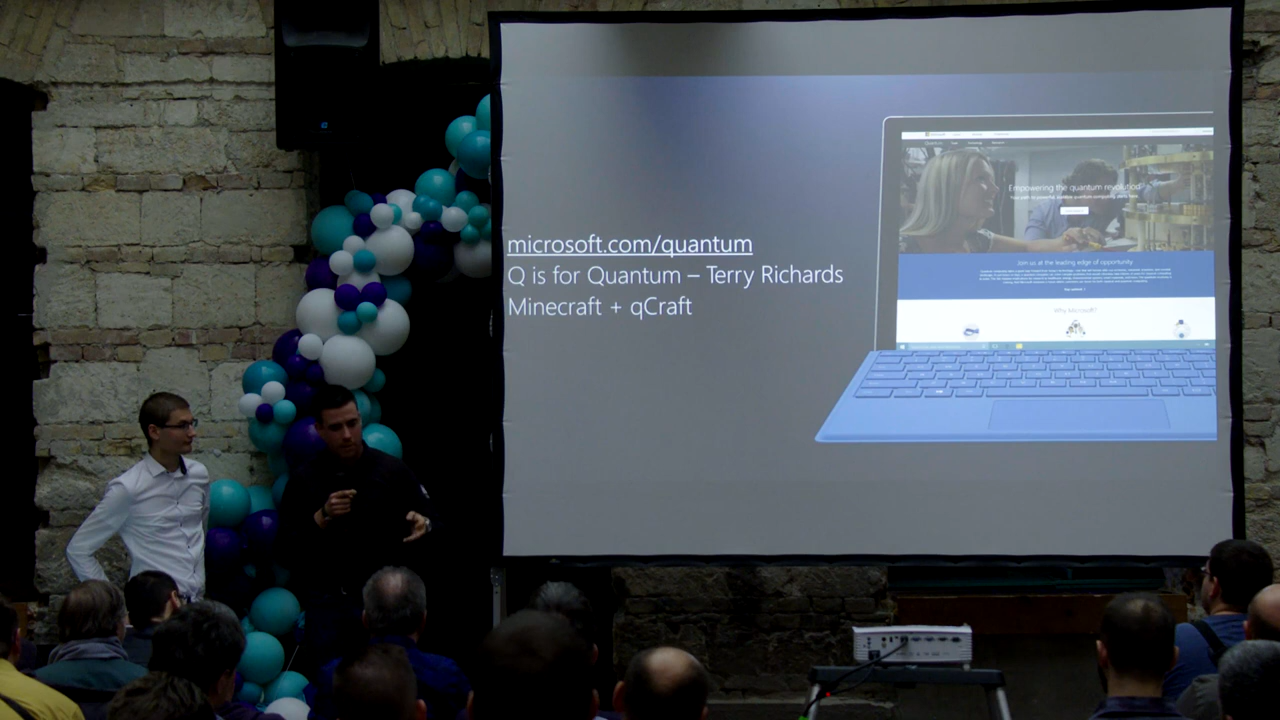 microsoft.com/quantum
Q is for Quantum – Terry Richards
Minecraft + qCraft
Empowering the quantum revolution
Join us at the leading edge of opportunity
Why Microsoft?